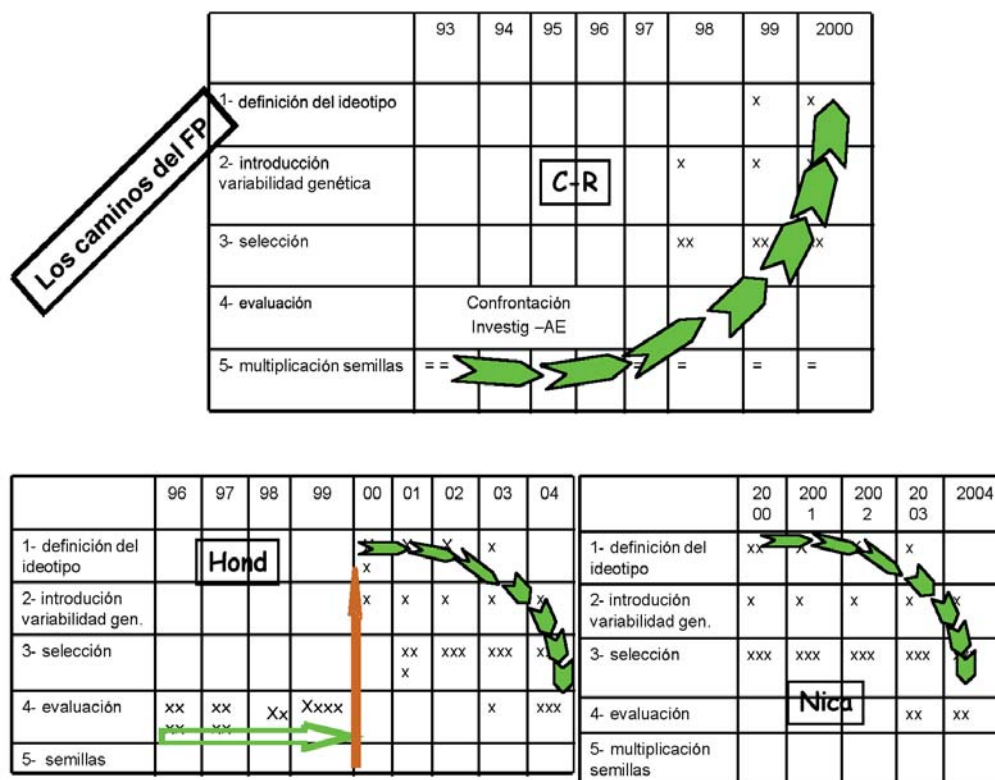 Los caminos del FP
93 94 95 96 97 98 99 2000
1- definición del ideotipo x x
2- introducción x x
variabilidad genética
C-R
3- selección xx xx x
4- evaluación Confrontación
Investig –AE
5- multiplicación semillas = = = = =
96 97 98 99 00 01 02 03 04
1- definición del x
ideotipo x
Hond
2- introdución x x x x
variabilidad gen.
3- selección xx xxx xxx x
x
4- evaluación xx xx Xx Xxxx x xxx
xx xx
5- semillas
20 200 200 20 2004
00 1 2 03
1- definición del xx x
ideotipo
2- introdución x x x x x
variabilidad gen.
3- selección xxx xxx xxx xxx
Nica
4- evaluación xx xx
5- multiplicación
semillas